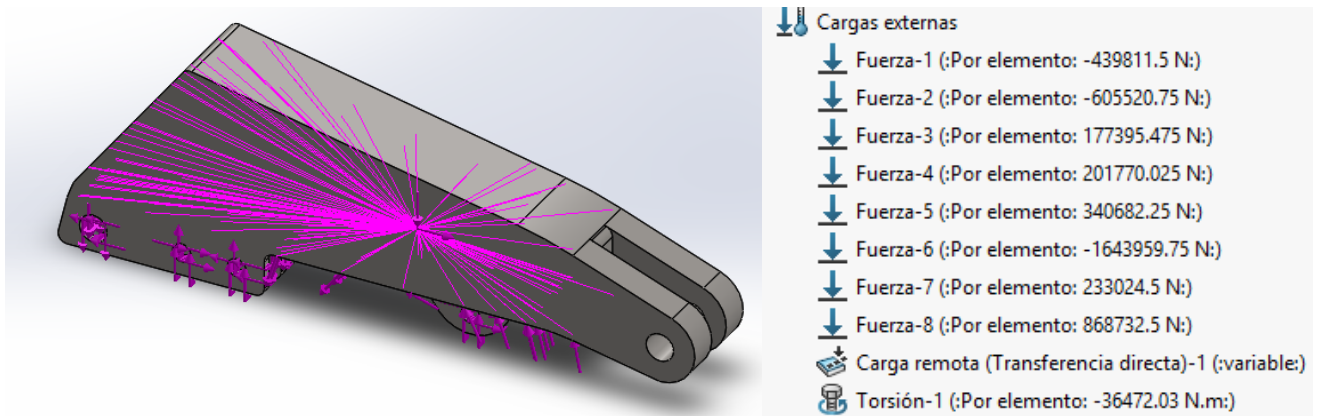 Cargas externas
Fuerza-1 (:Por elemento: -439811.5 N:)
Fuerza-2 (:Por elemento: -605520.75 N:)
Fuerza-3 (:Por elemento: 177395.475 N:)
Fuerza-4 (:Por elemento: 201770.025 N:)
Fuerza-5 (:Por elemento: 340682.25 N:)
Fuerza-6 (:Por elemento: -1643959.75 N:)
Fuerza-7 (:Por elemento: 233024.5 N:)
Fuerza-8 (:Por elemento: 868732.5 N:)
Carga remota (Transferencia directa)-1 (:variable:)
Torsión-1 (:Por elemento: -36472.03 N.m:)